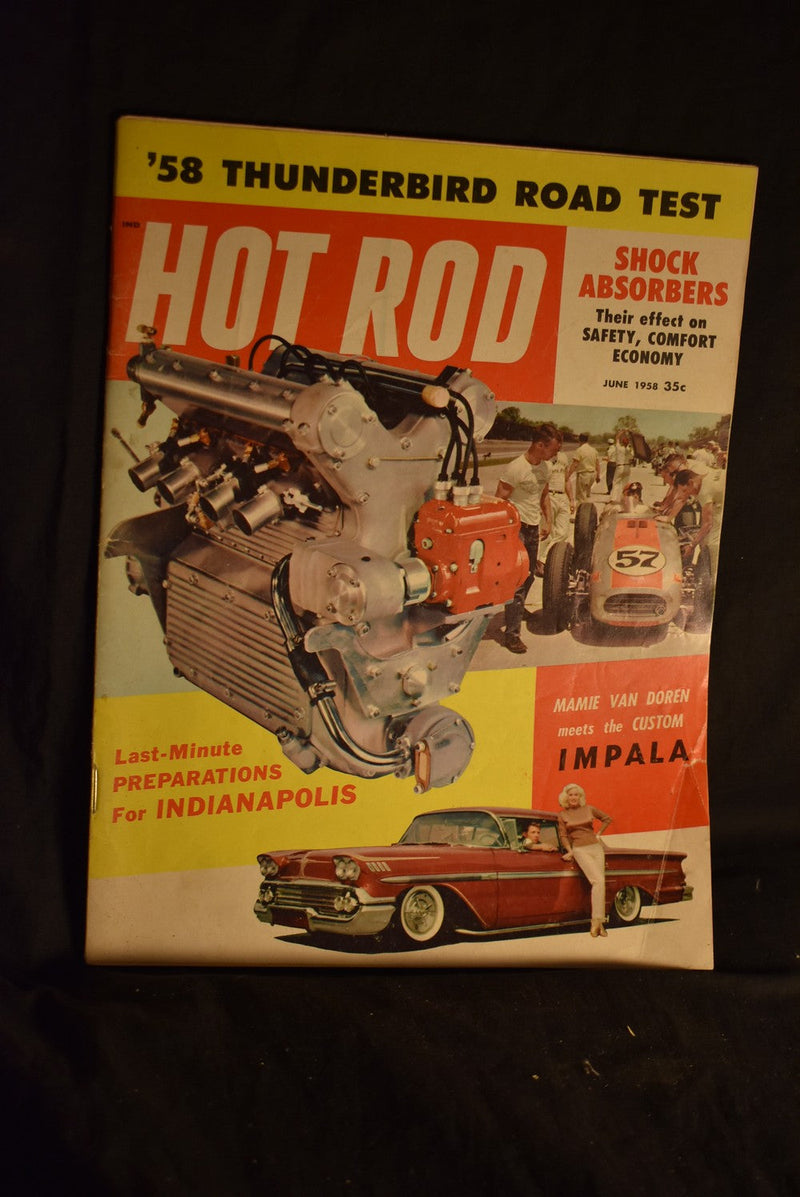 '58 THUNDERBIRD ROAD TEST
IND
HOT ROD
SHOCK
ABSORBERS
Their effect on
SAFETY, COMFORT
ECONOMY
JUNE 1958 35c
57
MAMIE VAN DOREN
meets the CUSTOM
IMPALA
Last-Minute
PREPARATIONS
For INDIANAPOLIS